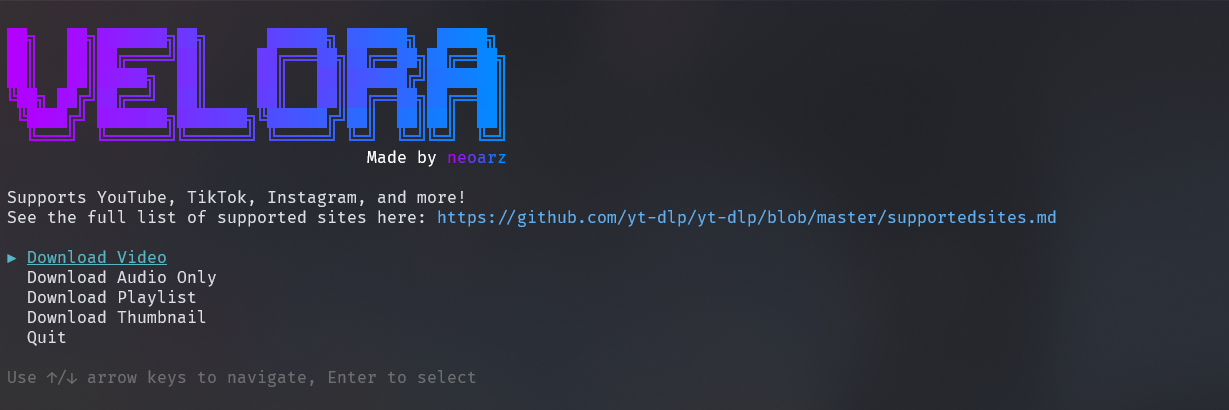 VELORA
Made by neoarz
Supports YouTube, TikTok, Instagram, and more!
See the full list of supported sites here: https://github.com/yt-dlp/yt-dlp/blob/master/supportedsites.md
▶ Download Video
Download Audio Only
Download Playlist
Download Thumbnail
Quit
Use ↑/↓ arrow keys to navigate, Enter to select